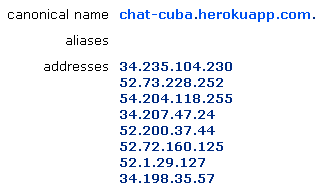 canonical name chat-cuba.herokuapp.com.
aliases
addresses 34.235.104.230
52.73.228.252
54.204.118.255
34.207.47.24
52.200.37.44
52.72.160.125
52.1.29.127
34.198.35.57